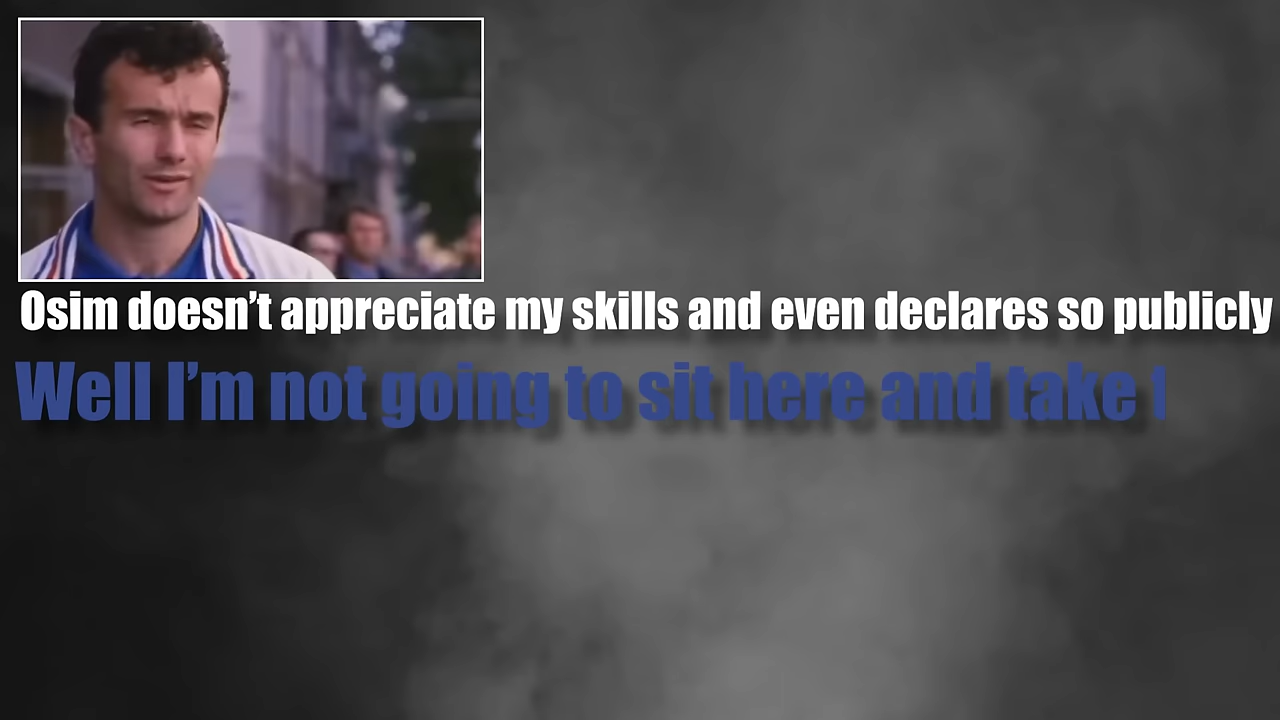 Osim doesn’t appreciate my skills and even declares so publicly
Well I’m not going to sit here and take